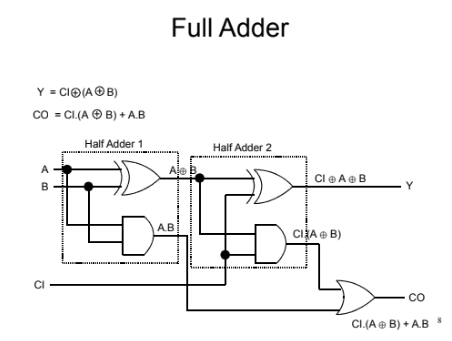 Full Adder
Y = CI⊕(A ⊕ B)
CO = CI.(A ⊕ B) + A.B
Half Adder 1
Half Adder 2
A
A ⊕ B
B
CI ⊕ A ⊕ B
Y
A.B
CI.(A ⊕ B)
CI
CO
CI.(A ⊕ B) + A.B
8